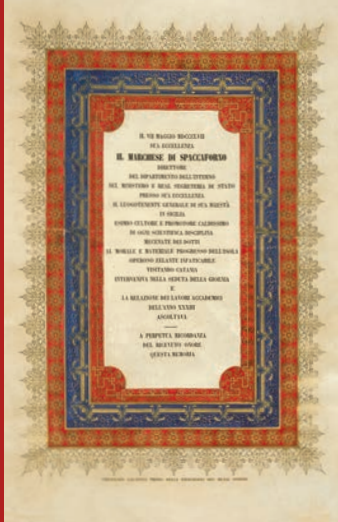 IL VII MAGGIO MDCCCLVII
SUA ECCELLENZA
IL MARCHESE DI SPACCAFORNO
DIRETTORE
DEL DIPARTIMENTO DELL'INTERNO
NEL MINISTERO E REAL SEGRETERIA DI STATO
PRESSO SUA ECCELLENZA
IL LUOGOTENENTE GENERALE DI SUA MAESTÀ
IN SICILIA
ESIMIO CULTORE E PROMOTORE CALDISSIMO
DI OGNI SCIENTIFICA DISCIPLINA
MECENATE DEI DOTTI
AL MORALE E MATERIALE PROGRESSO DELL'ISOLA
OPEROSO ZELANTE INFATICABILE
VISITANDO CATANIA
INTERVENIVA NELLA SEDUTA DELLA GIOENIA
E
LA RELAZIONE DEI LAVORI ACCADEMICI
DELL'ANNO XXXIII
ASCOLTAVA
A PERPETUA RICORDANZA
DEL RICEVUTO ONORE
QUESTA MEMORIA